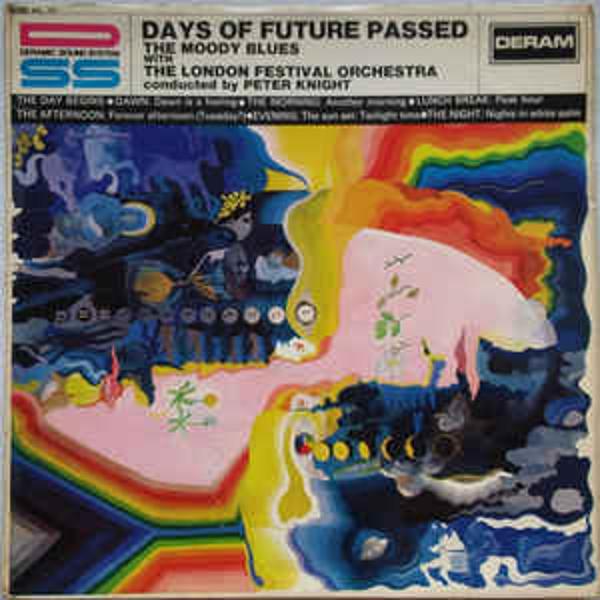 DAYS OF FUTURE PASSED
THE MOODY BLUES
WITH
THE LONDON FESTIVAL ORCHESTRA
conducted by PETER KNIGHT
DERAMIC SOUND SYSTEM
DSS
DERAM
THE DAY BEGINS ● DAWN: Dawn is a feeling ● THE MORNING: Another morning ● LUNCH BREAK: Peak hour
THE AFTERNOON: Forever afternoon (Tuesday?) ● EVENING: The sun set: Twilight time ● THE NIGHT: Nights in white satin